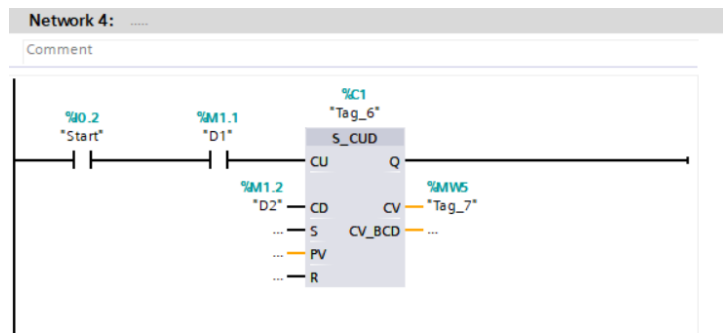 Network 4: .....
Comment
%C1
"Tag_6"
%I0.2 %M1.1
"Start" "D1"
S_CUD
CU Q
%M1.2 %MW5
"D2" CD CV "Tag_7"
... S CV_BCD ...
... PV
... R